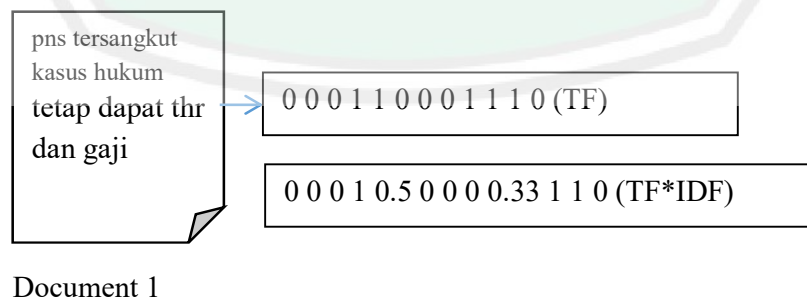 pns tersangkut
kasus hukum
tetap dapat thr
dan gaji
0 0 0 1 1 0 0 0 1 1 1 0 (TF)
0 0 0 1 0.5 0 0 0 0.33 1 1 0 (TF*IDF)
Document 1